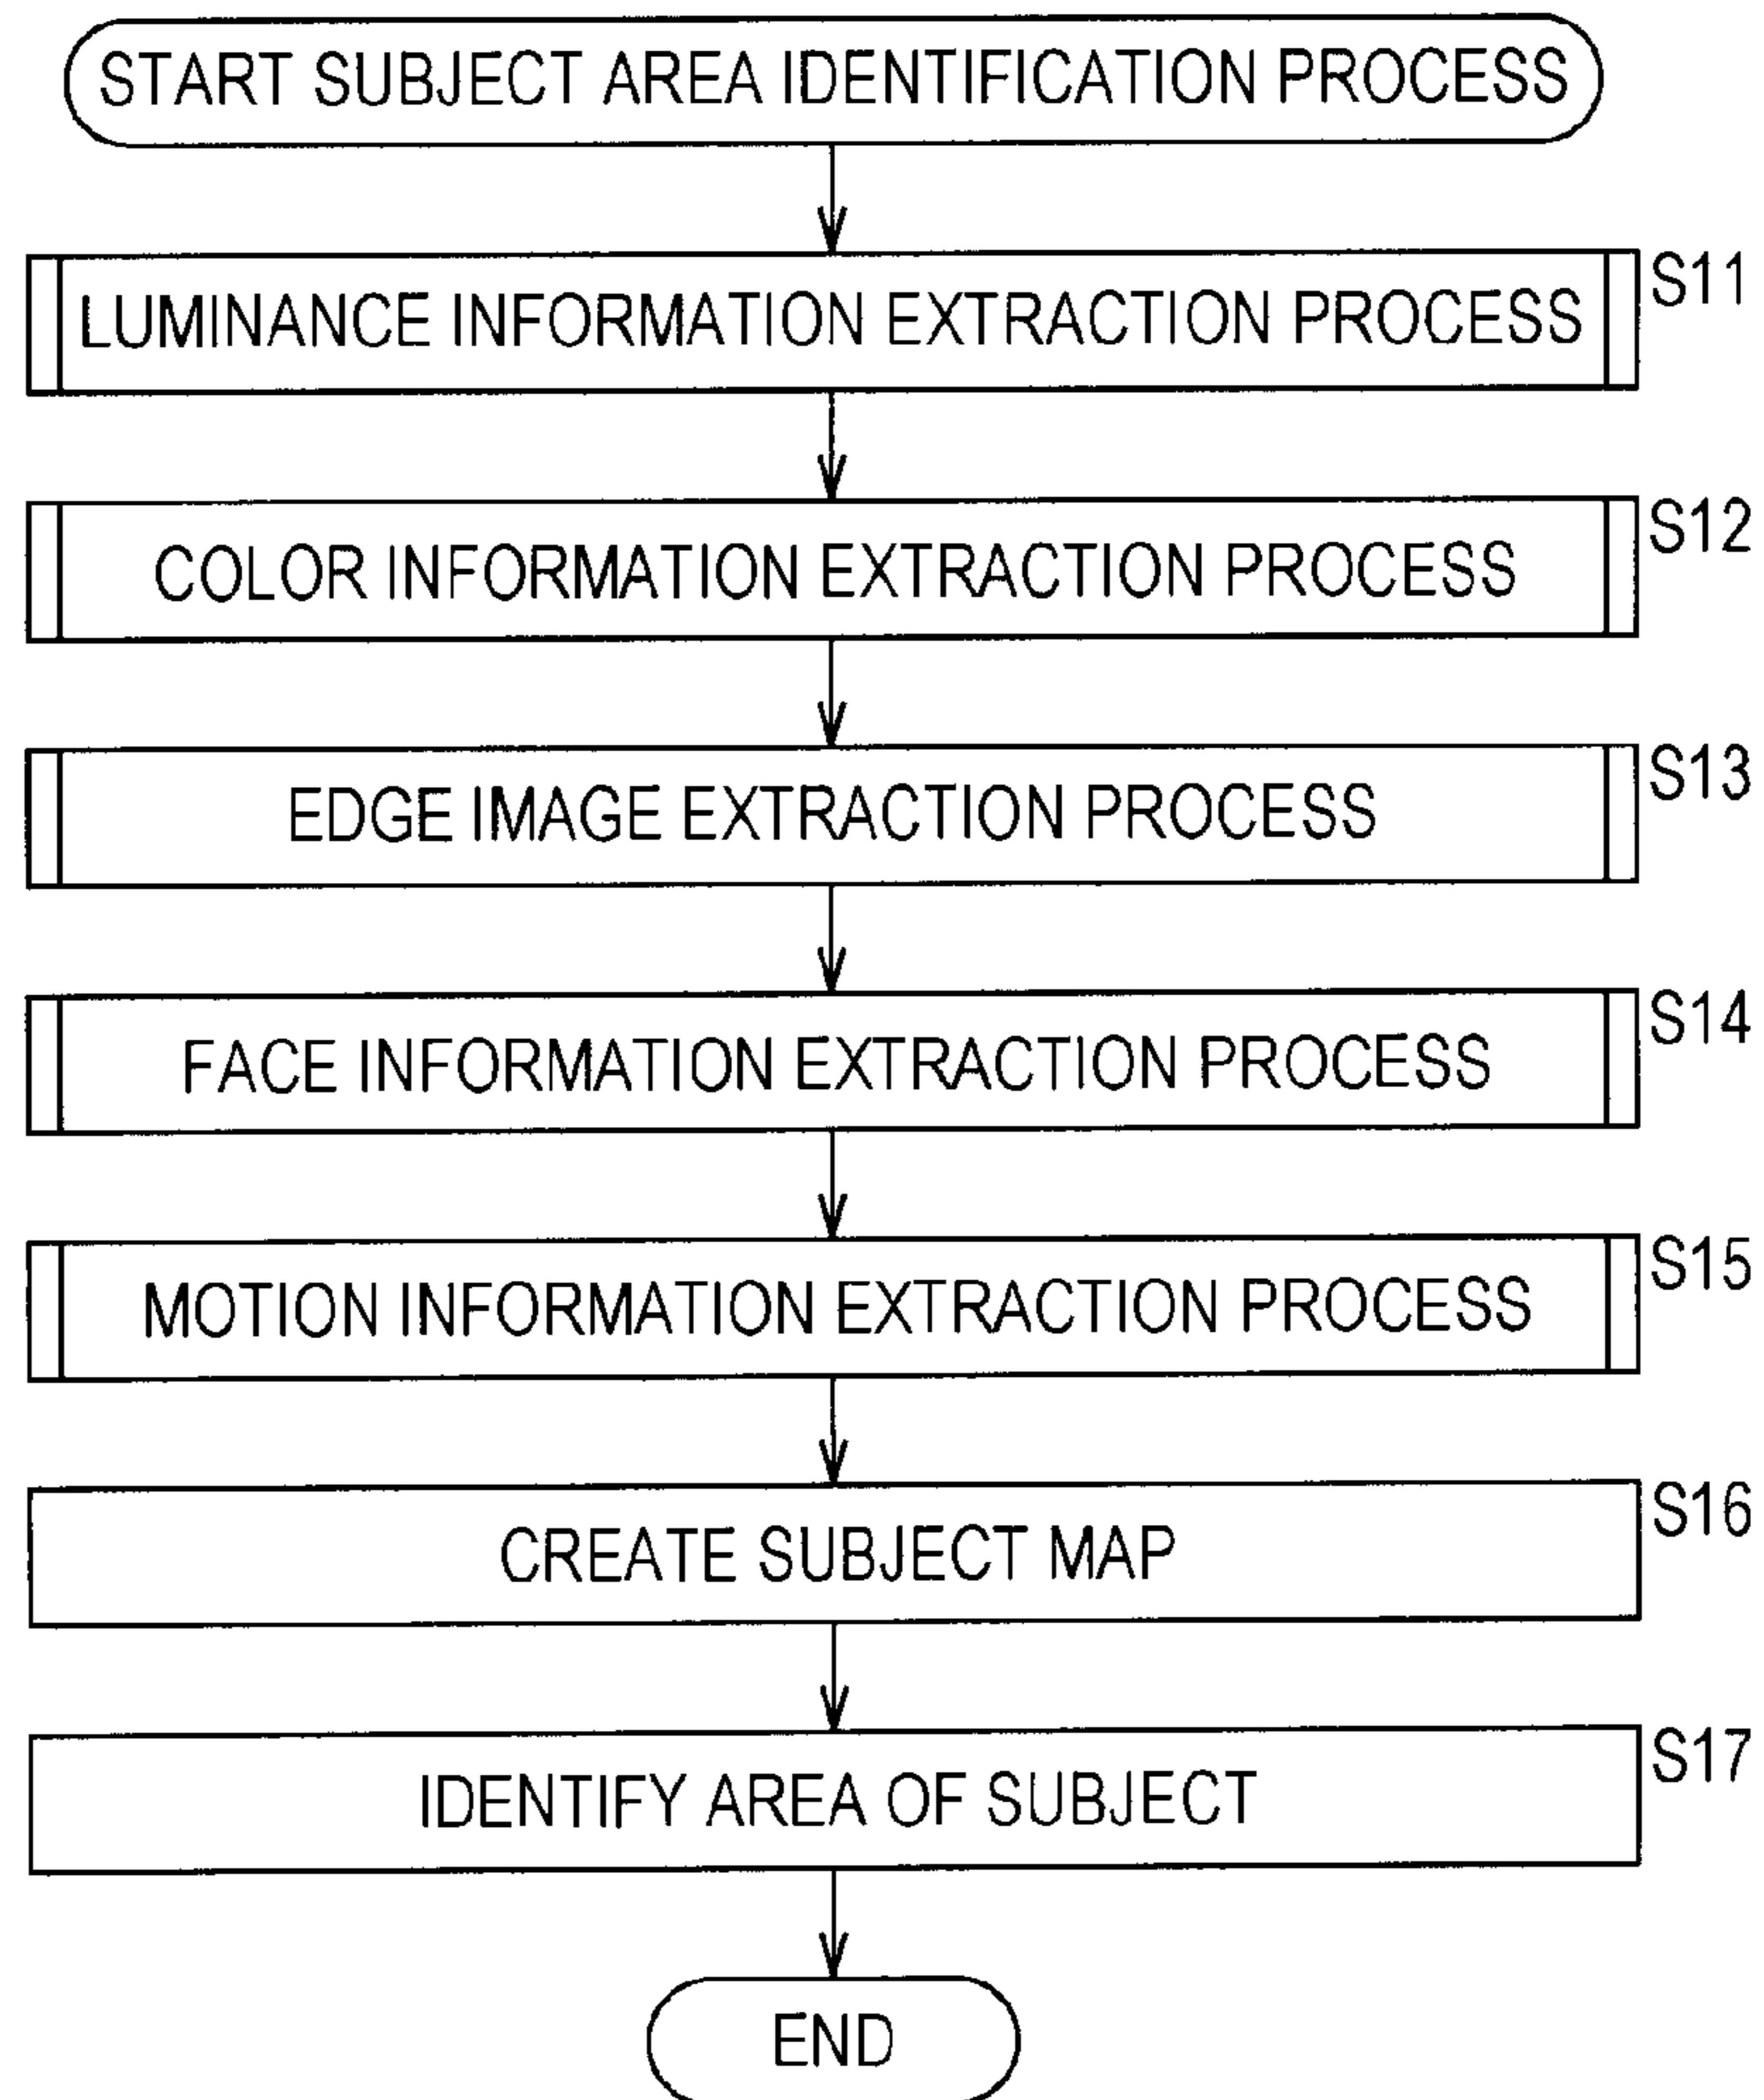 START SUBJECT AREA IDENTIFICATION PROCESS
LUMINANCE INFORMATION EXTRACTION PROCESS
S11
COLOR INFORMATION EXTRACTION PROCESS
S12
EDGE IMAGE EXTRACTION PROCESS
S13
FACE INFORMATION EXTRACTION PROCESS
S14
MOTION INFORMATION EXTRACTION PROCESS
S15
CREATE SUBJECT MAP
S16
IDENTIFY AREA OF SUBJECT
S17
END